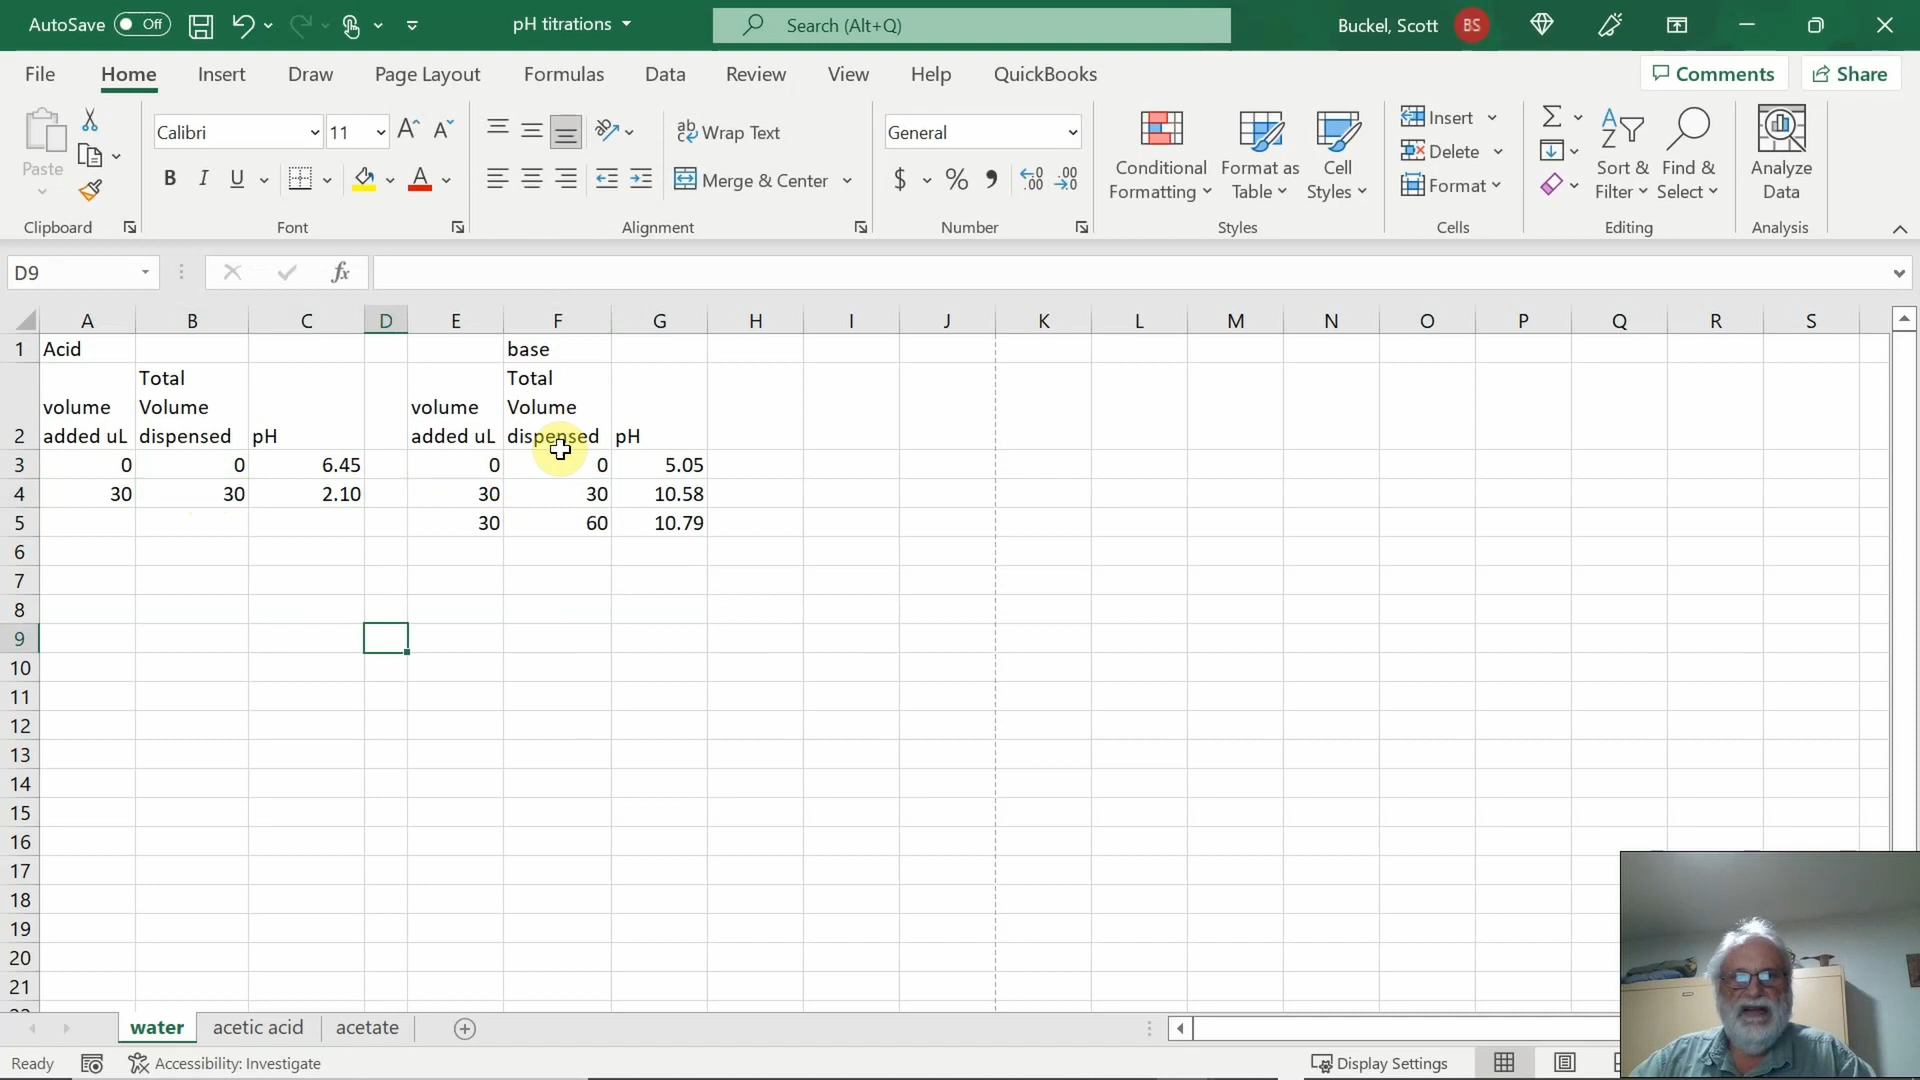 AutoSave Off pH titrations Search (Alt+Q) Buckel, Scott BS
File Home Insert Draw Page Layout Formulas Data Review View Help QuickBooks Comments Share
Paste Calibri 11 Wrap Text General Conditional Formatting Format as Table Cell Styles Insert Sort & Filter Find & Select Analyze Data
B I U Merge & Center $ % Delete
Format
Clipboard Font Alignment Number Styles Cells Editing Analysis
D9 fx
A B C D E F G H I J K L M N O P Q R S
1 Acid base
2 volume added uL Total Volume dispensed pH volume added uL Total Volume dispensed pH
3 0 0 6.45 0 0 5.05
4 30 30 2.10 30 30 10.58
5 30 60 10.79
6
7
8
9
10
11
12
13
14
15
16
17
18
19
20
21
water acetic acid acetate
Ready Accessibility: Investigate Display Settings